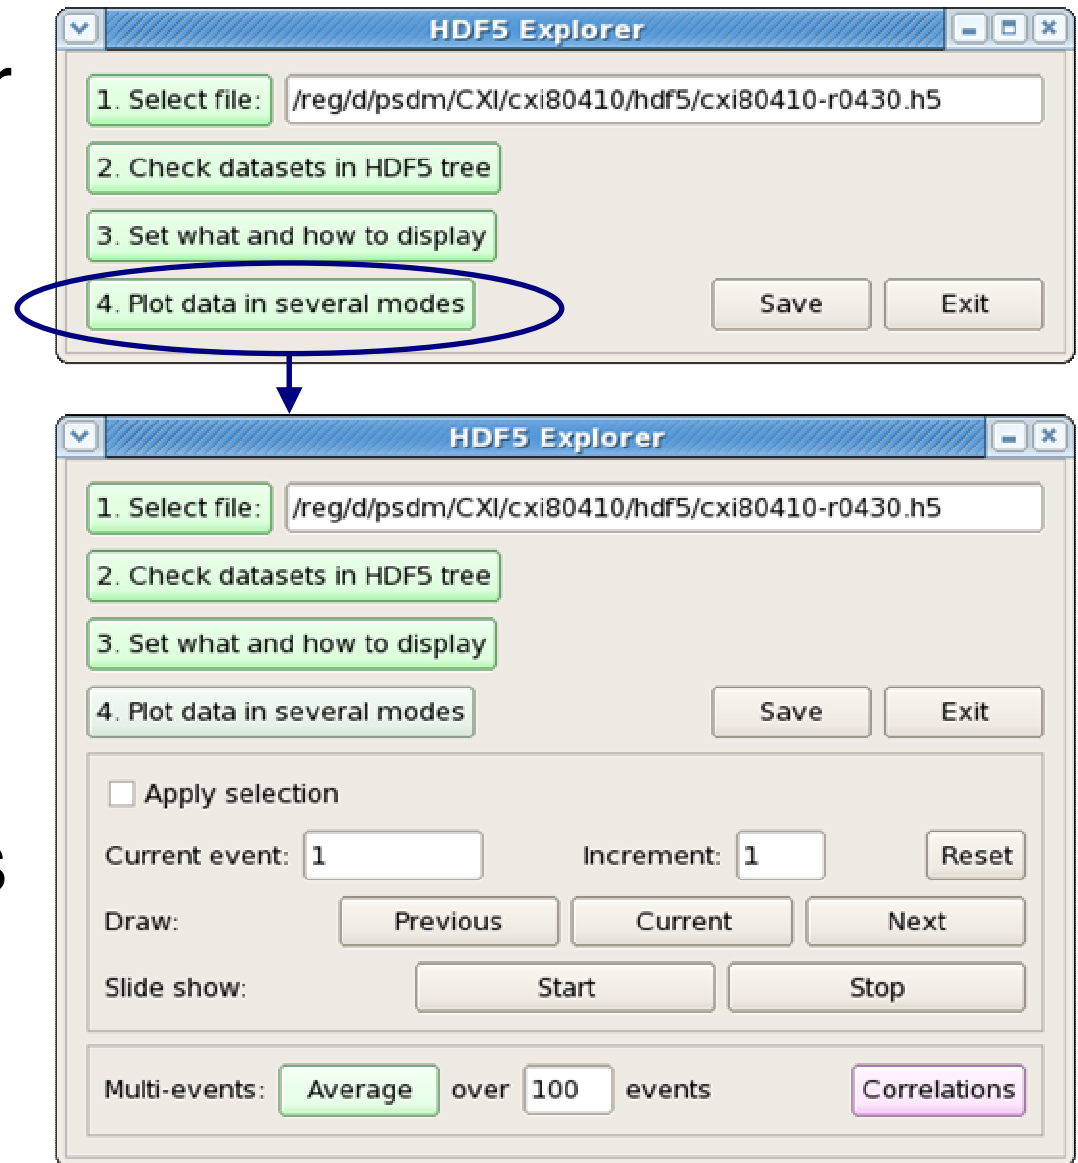 HDF5 Explorer
1. Select file: /reg/d/psdm/CXI/cxi80410/hdf5/cxi80410-r0430.h5
2. Check datasets in HDF5 tree
3. Set what and how to display
4. Plot data in several modes Save Exit
HDF5 Explorer
1. Select file: /reg/d/psdm/CXI/cxi80410/hdf5/cxi80410-r0430.h5
2. Check datasets in HDF5 tree
3. Set what and how to display
4. Plot data in several modes Save Exit
Apply selection
Current event: 1 Increment: 1 Reset
Draw: Previous Current Next
Slide show: Start Stop
Multi-events: Average over 100 events Correlations